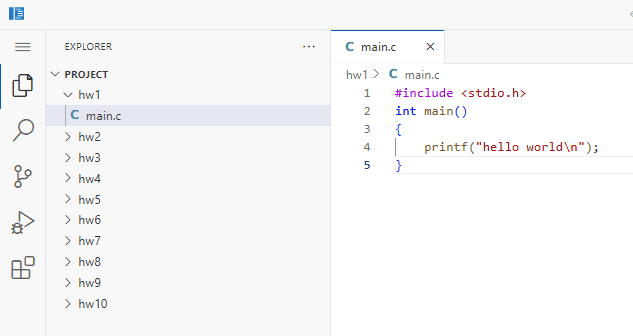 EXPLORER
PROJECT
hw1
C main.c
hw2
hw3
hw4
hw5
hw6
hw7
hw8
hw9
hw10
C main.c
hw1 > C main.c
1 #include <stdio.h>
2 int main()
3 {
4     printf("hello world\n");
5 }